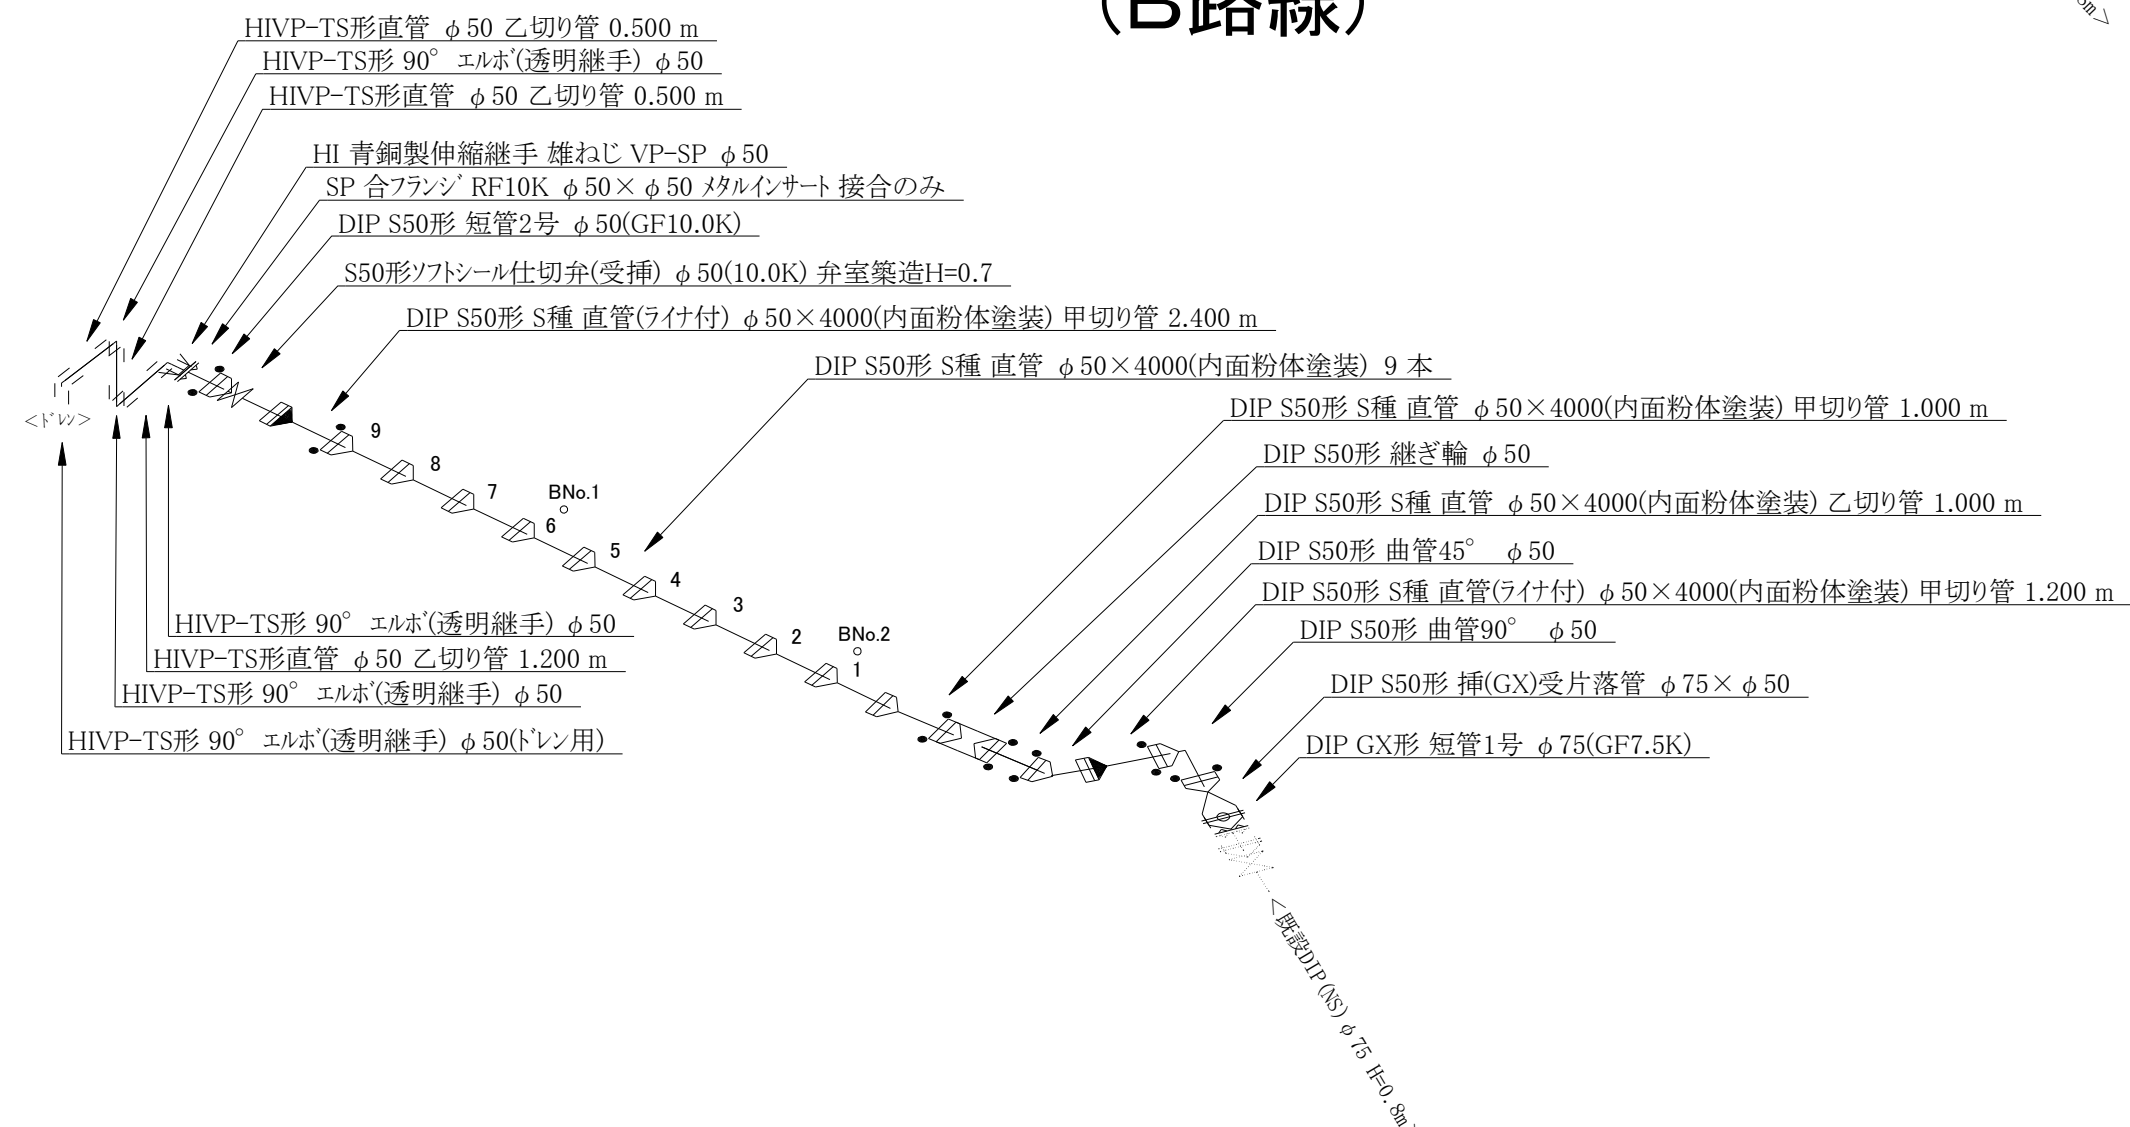 (B路線)
5m>
HIVP-TS形直管 φ50 乙切り管 0.500 m
HIVP-TS形 90° エルボ(透明継手) φ50
HIVP-TS形直管 φ50 乙切り管 0.500 m
HI 青銅製伸縮継手 雄ねじ VP-SP φ50
SP 合フランジ RF10K φ50×φ50 メタルインサート 接合のみ
DIP S50形 短管2号 φ50(GF10.0K)
S50形ソフトシール仕切弁(受挿) φ50(10.0K) 弁室築造H=0.7
DIP S50形 S種 直管(ライナ付) φ50×4000(内面粉体塗装) 甲切り管 2.400 m
DIP S50形 S種 直管 φ50×4000(内面粉体塗装) 9 本
DIP S50形 S種 直管 φ50×4000(内面粉体塗装) 甲切り管 1.000 m
DIP S50形 継ぎ輪 φ50
DIP S50形 S種 直管 φ50×4000(内面粉体塗装) 乙切り管 1.000 m
DIP S50形 曲管45° φ50
DIP S50形 S種 直管(ライナ付) φ50×4000(内面粉体塗装) 甲切り管 1.200 m
DIP S50形 曲管90° φ50
DIP S50形 挿(GX)受片落管 φ75×φ50
DIP GX形 短管1号 φ75(GF7.5K)
<ドレン>
9
8
7
BNo.1
6
5
4
3
2
BNo.2
1
HIVP-TS形 90° エルボ(透明継手) φ50
HIVP-TS形直管 φ50 乙切り管 1.200 m
HIVP-TS形 90° エルボ(透明継手) φ50
HIVP-TS形 90° エルボ(透明継手) φ50(ドレン用)
<既設DIP(NS) φ75 H=0.8m>